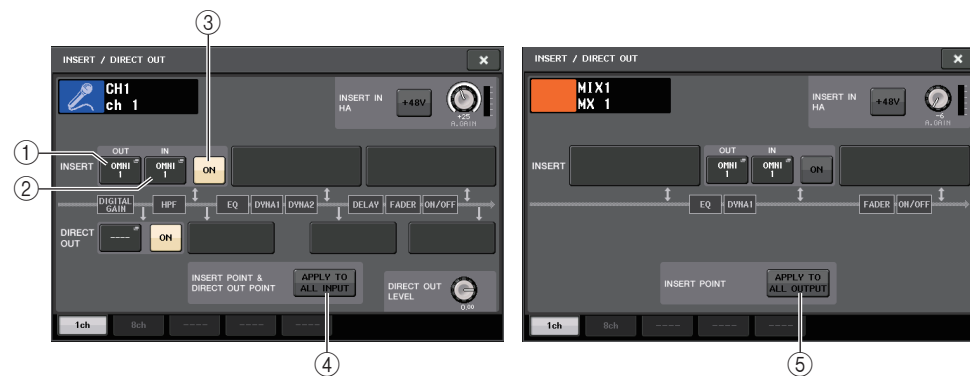 ③
INSERT / DIRECT OUT
×
CH1
ch 1
INSERT IN HA
+48V
+25
A.GAIN
①
②
INSERT
OUT
IN
OMNI 1
OMNI 1
ON
DIGITAL GAIN
HPF
EQ
DYNA1
DYNA2
DELAY
FADER
ON/OFF
DIRECT OUT
----
ON
INSERT POINT & DIRECT OUT POINT
APPLY TO ALL INPUT
DIRECT OUT LEVEL
0.00
1ch
8ch
----
----
----
④
INSERT / DIRECT OUT
×
MIX1
MX 1
INSERT IN HA
+48V
-6
A.GAIN
INSERT
OUT
IN
OMNI 1
OMNI 1
ON
EQ
DYNA1
FADER
ON/OFF
INSERT POINT
APPLY TO ALL OUTPUT
1ch
8ch
----
----
----
⑤